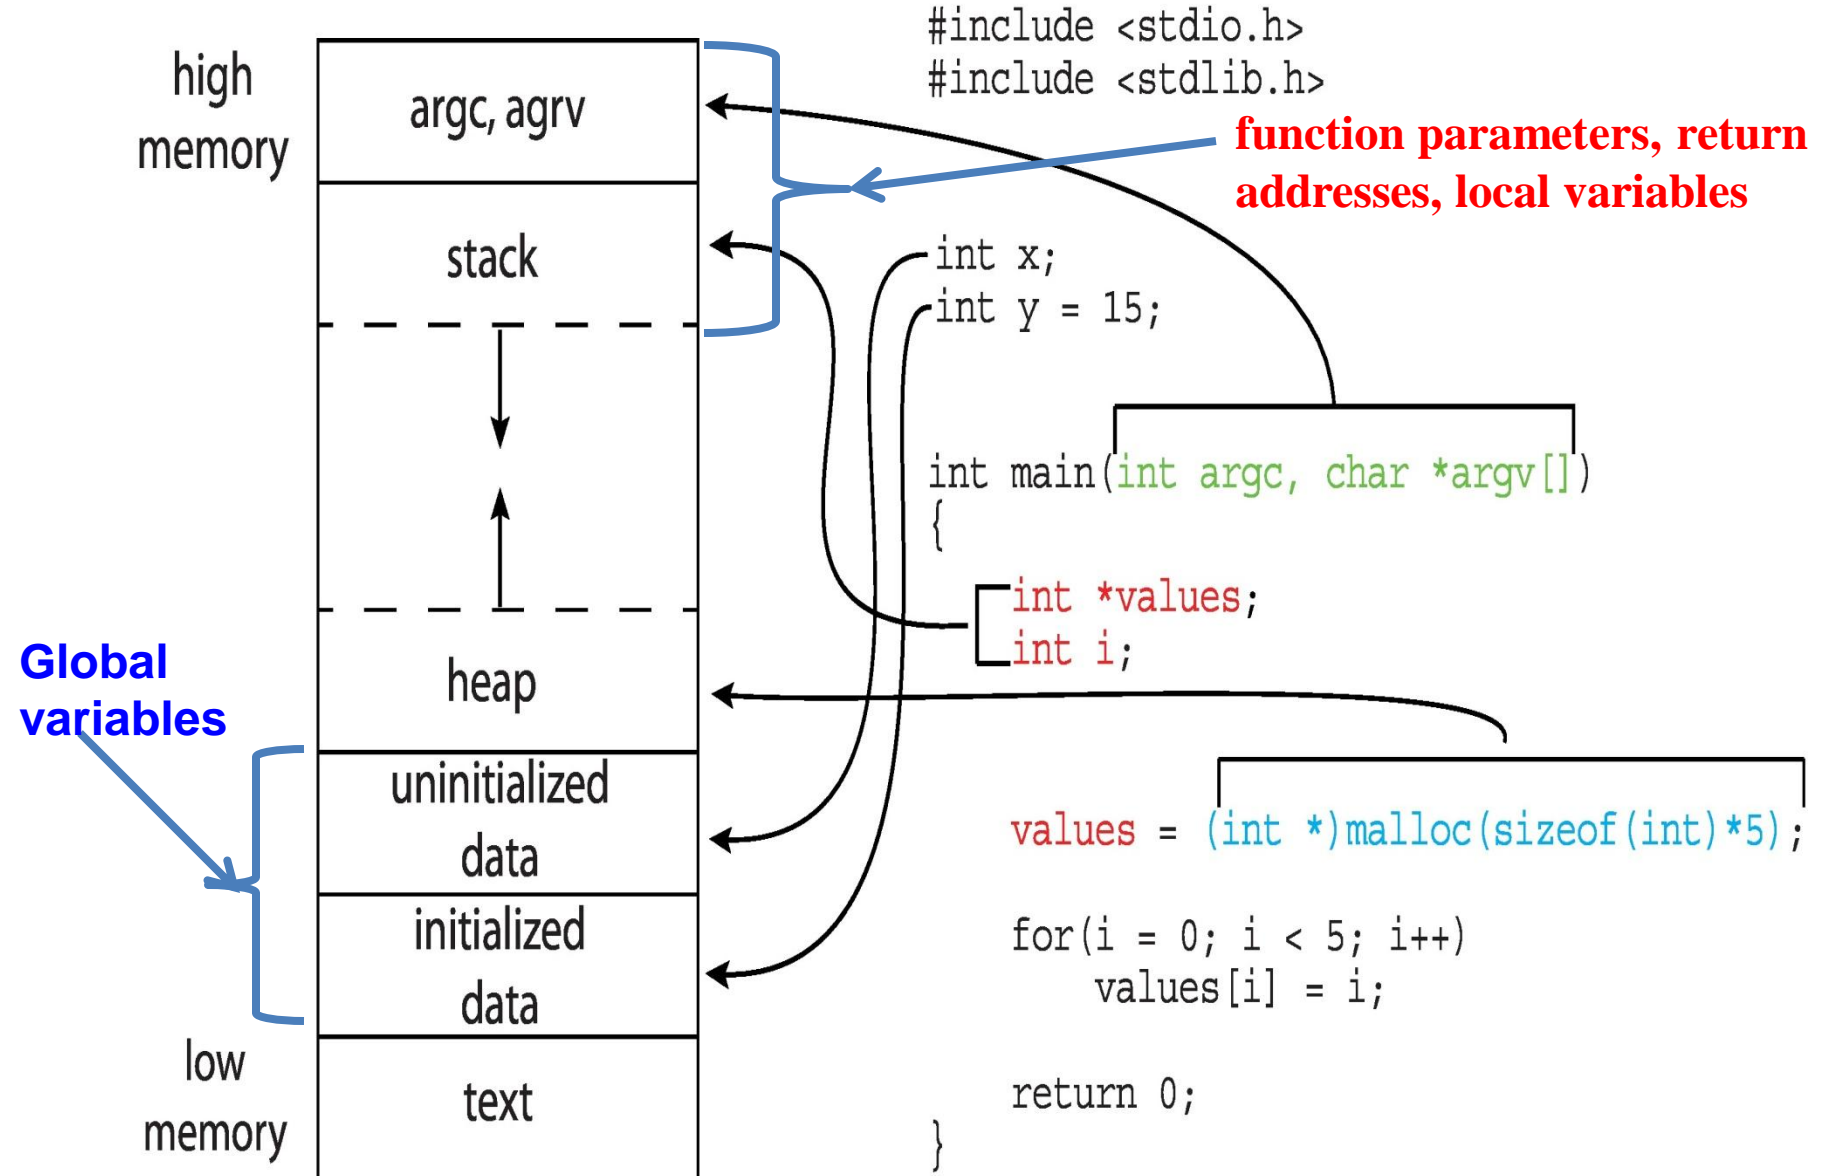 high
memory
argc, agrv
stack
heap
uninitialized
data
initialized
data
text
low
memory
Global
variables
#include <stdio.h>
#include <stdlib.h>
function parameters, return
addresses, local variables
int x;
int y = 15;
int main(int argc, char *argv[])
{
int *values;
int i;
values = (int *)malloc(sizeof(int)*5);
for(i = 0; i < 5; i++)
values[i] = i;
return 0;
}